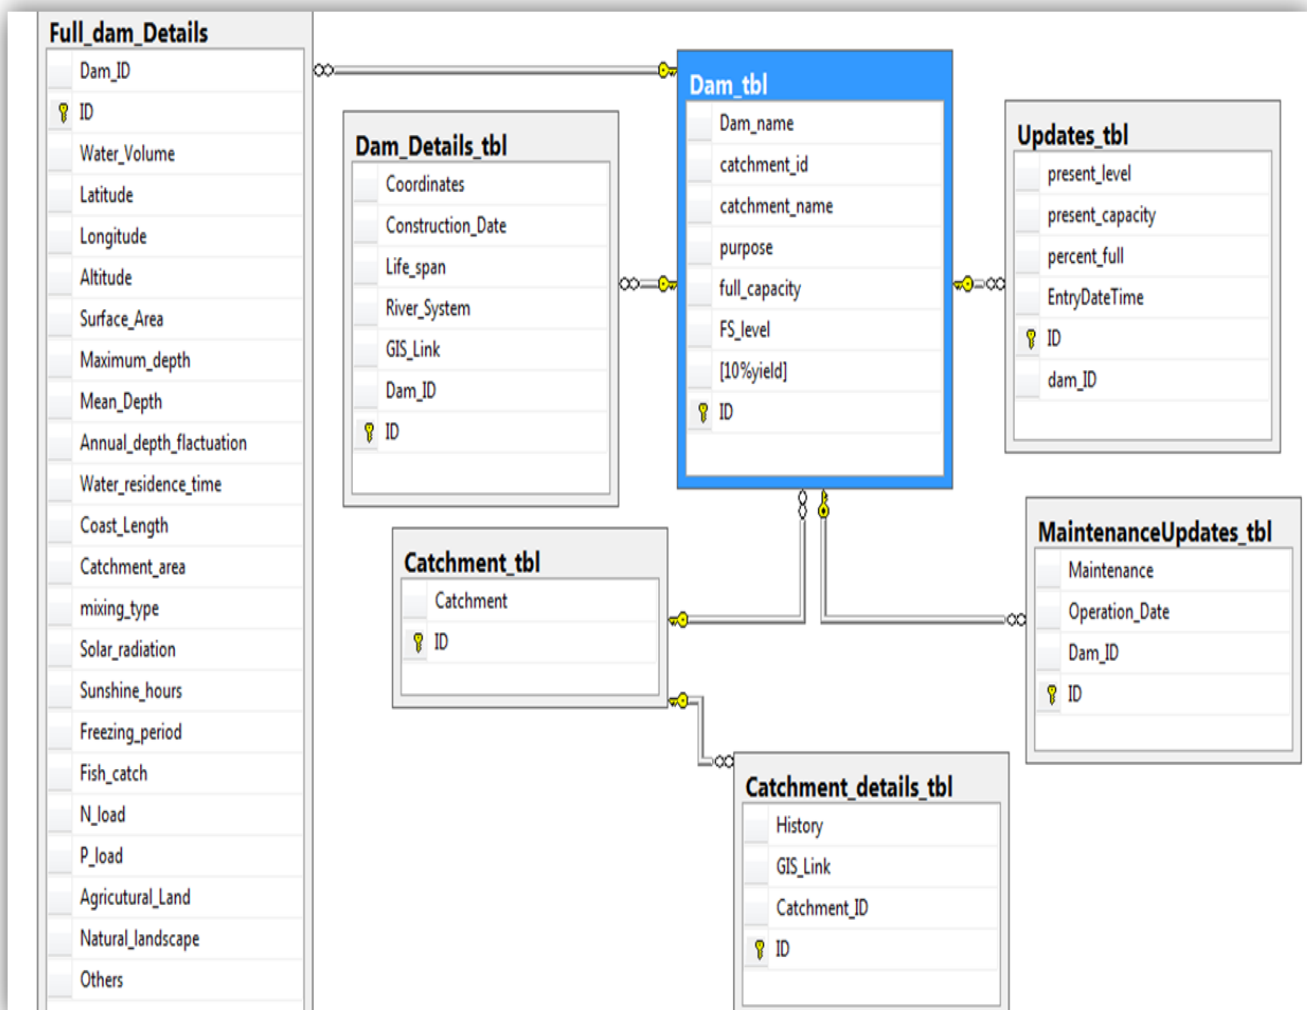 Full_dam_Details
Dam_ID
ID
Water_Volume
Latitude
Longitude
Altitude
Surface_Area
Maximum_depth
Mean_Depth
Annual_depth_flactuation
Water_residence_time
Coast_Length
Catchment_area
mixing_type
Solar_radiation
Sunshine_hours
Freezing_period
Fish_catch
N_load
P_load
Agricutural_Land
Natural_landscape
Others
Dam_Details_tbl
Coordinates
Construction_Date
Life_span
River_System
GIS_Link
Dam_ID
ID
Dam_tbl
Dam_name
catchment_id
catchment_name
purpose
full_capacity
FS_level
[10%yield]
ID
Updates_tbl
present_level
present_capacity
percent_full
EntryDateTime
ID
dam_ID
Catchment_tbl
Catchment
ID
MaintenanceUpdates_tbl
Maintenance
Operation_Date
Dam_ID
ID
Catchment_details_tbl
History
GIS_Link
Catchment_ID
ID